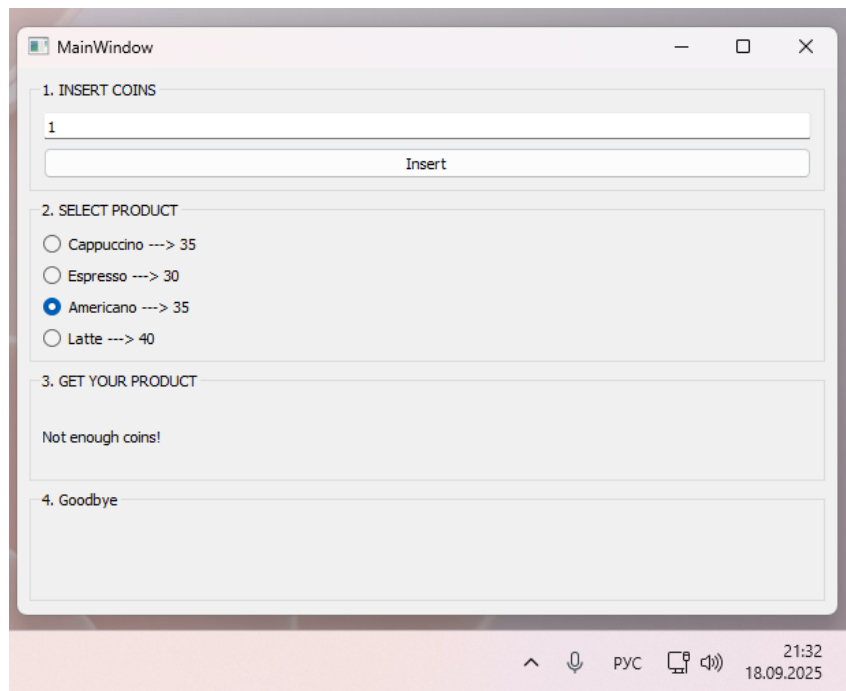 MainWindow
1. INSERT COINS
1
Insert
2. SELECT PRODUCT
Cappuccino ---> 35
Espresso ---> 30
Americano ---> 35
Latte ---> 40
3. GET YOUR PRODUCT
Not enough coins!
4. Goodbye
РУС
21:32
18.09.2025